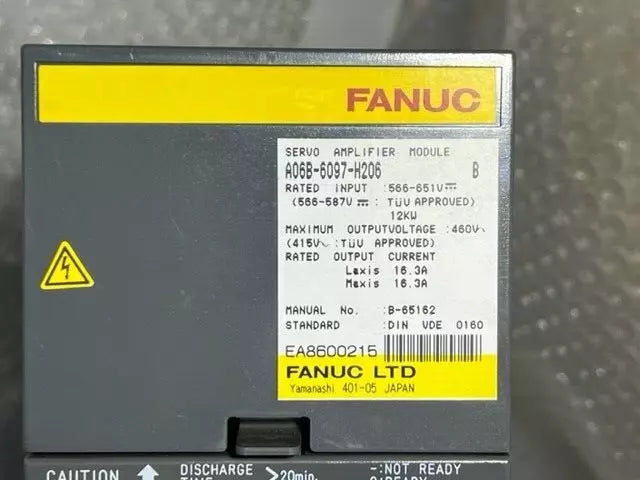 FANUC
SERVO AMPLIFIER MODULE
A06B-6097-H206 B
RATED INPUT :566-651V⎓
(566-587V ⎓ : TÜV APPROVED)
12KW
MAXIMUM OUTPUTVOLTAGE :460V~
(415V~ :TÜV APPROVED)
RATED OUTPUT CURRENT
Laxis 16.3A
Maxis 16.3A
MANUAL No. :B-65162
STANDARD :DIN VDE 0160
EA8600215
FANUC LTD
Yamanashi 401-05 JAPAN
CAUTION DISCHARGE >20min. -:NOT READY